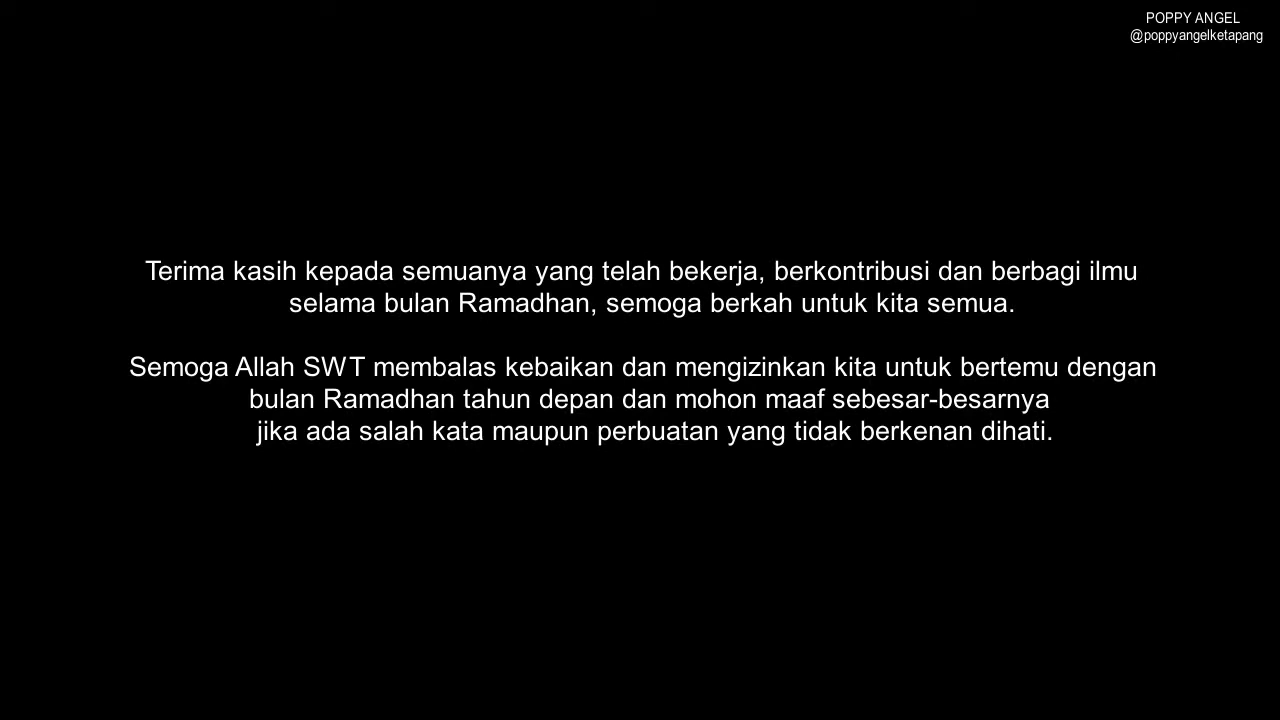 POPPY ANGEL
@poppyangelketapang
Terima kasih kepada semuanya yang telah bekerja, berkontribusi dan berbagi ilmu
selama bulan Ramadhan, semoga berkah untuk kita semua.
Semoga Allah SWT membalas kebaikan dan mengizinkan kita untuk bertemu dengan
bulan Ramadhan tahun depan dan mohon maaf sebesar-besarnya
jika ada salah kata maupun perbuatan yang tidak berkenan dihati.